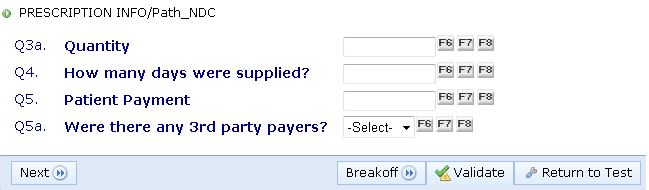 PRESCRIPTION INFO/Path_NDC
Q3a. Quantity F6 F7 F8
Q4. How many days were supplied? F6 F7 F8
Q5. Patient Payment F6 F7 F8
Q5a. Were there any 3rd party payers? -Select- F6 F7 F8
Next Breakoff Validate Return to Test